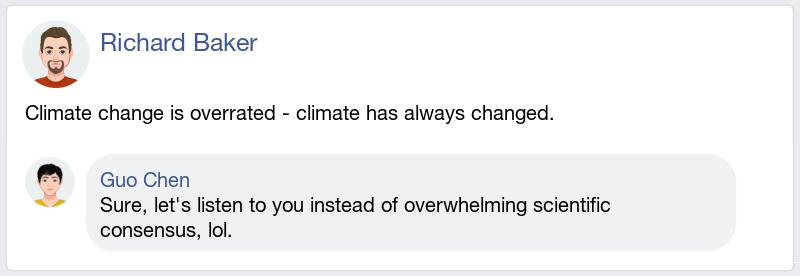 Richard Baker
Climate change is overrated - climate has always changed.
Guo Chen
Sure, let's listen to you instead of overwhelming scientific
consensus, lol.